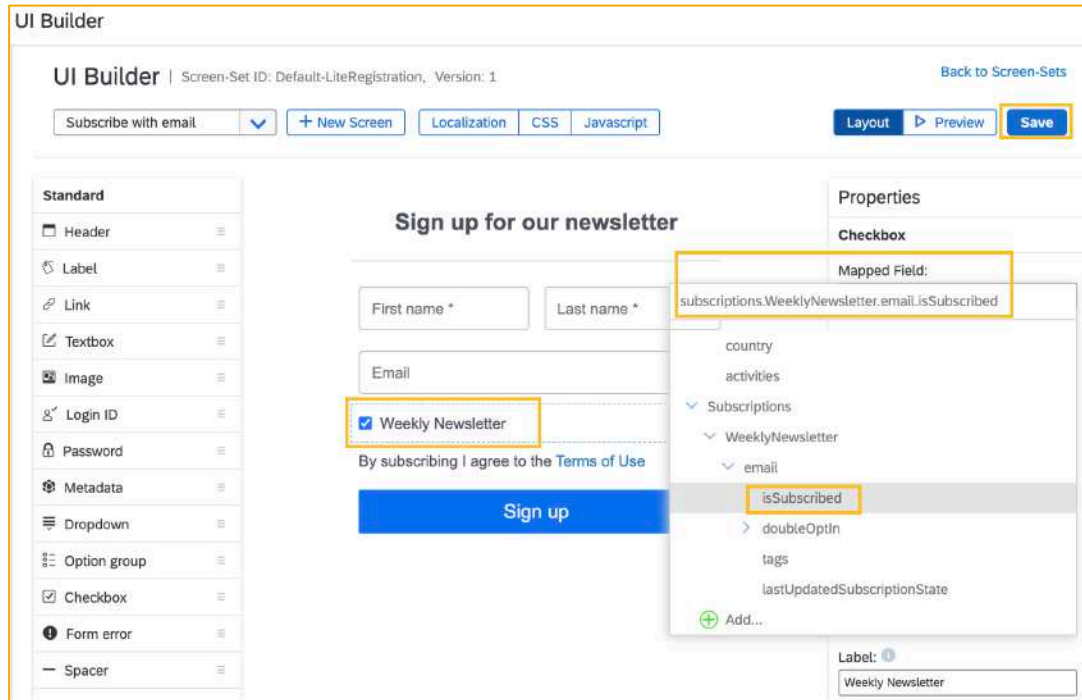 UI Builder
UI Builder | Screen-Set ID: Default-LiteRegistration, Version: 1
Back to Screen-Sets
Subscribe with email
+ New Screen
Localization
CSS
Javascript
Layout
Preview
Save
Standard
Header
Label
Link
Textbox
Image
Login ID
Password
Metadata
Dropdown
Option group
Checkbox
Form error
Spacer
Sign up for our newsletter
First name *
Last name *
Email
Weekly Newsletter
By subscribing I agree to the Terms of Use
Sign up
Properties
Checkbox
Mapped Field:
subscriptions.WeeklyNewsletter.email.isSubscribed
country
activities
Subscriptions
WeeklyNewsletter
email
isSubscribed
doubleOptIn
tags
lastUpdatedSubscriptionState
Add...
Label:
Weekly Newsletter